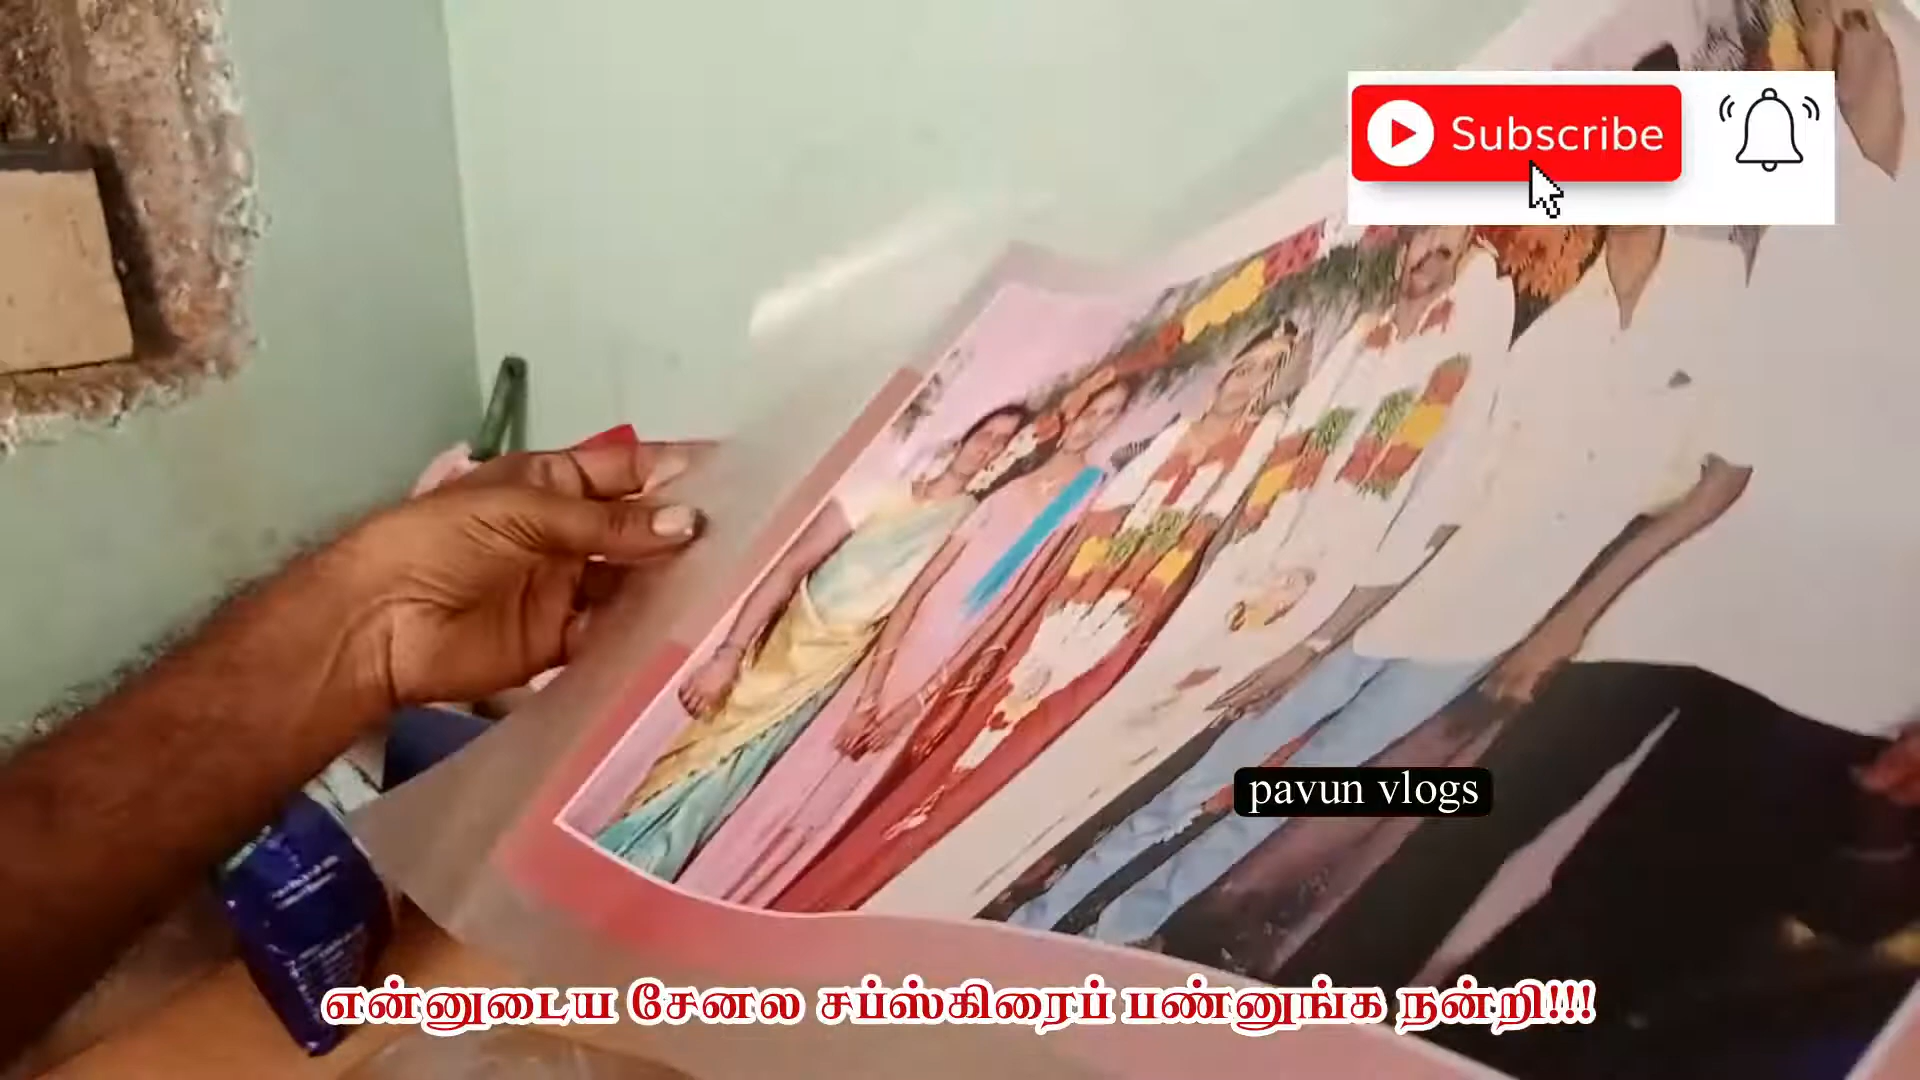 Subscribe
pavun vlogs
என்னுடைய சேனல சப்ஸ்கிரைப் பண்ணுங்க நன்றி!!!